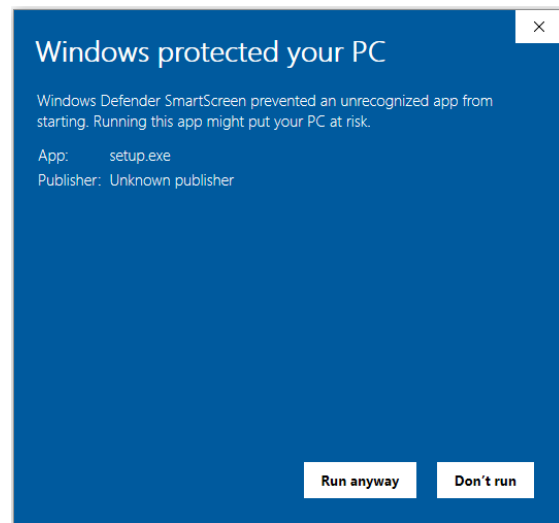 Windows protected your PC
Windows Defender SmartScreen prevented an unrecognized app from
starting. Running this app might put your PC at risk.
App: setup.exe
Publisher: Unknown publisher
Run anyway Don't run